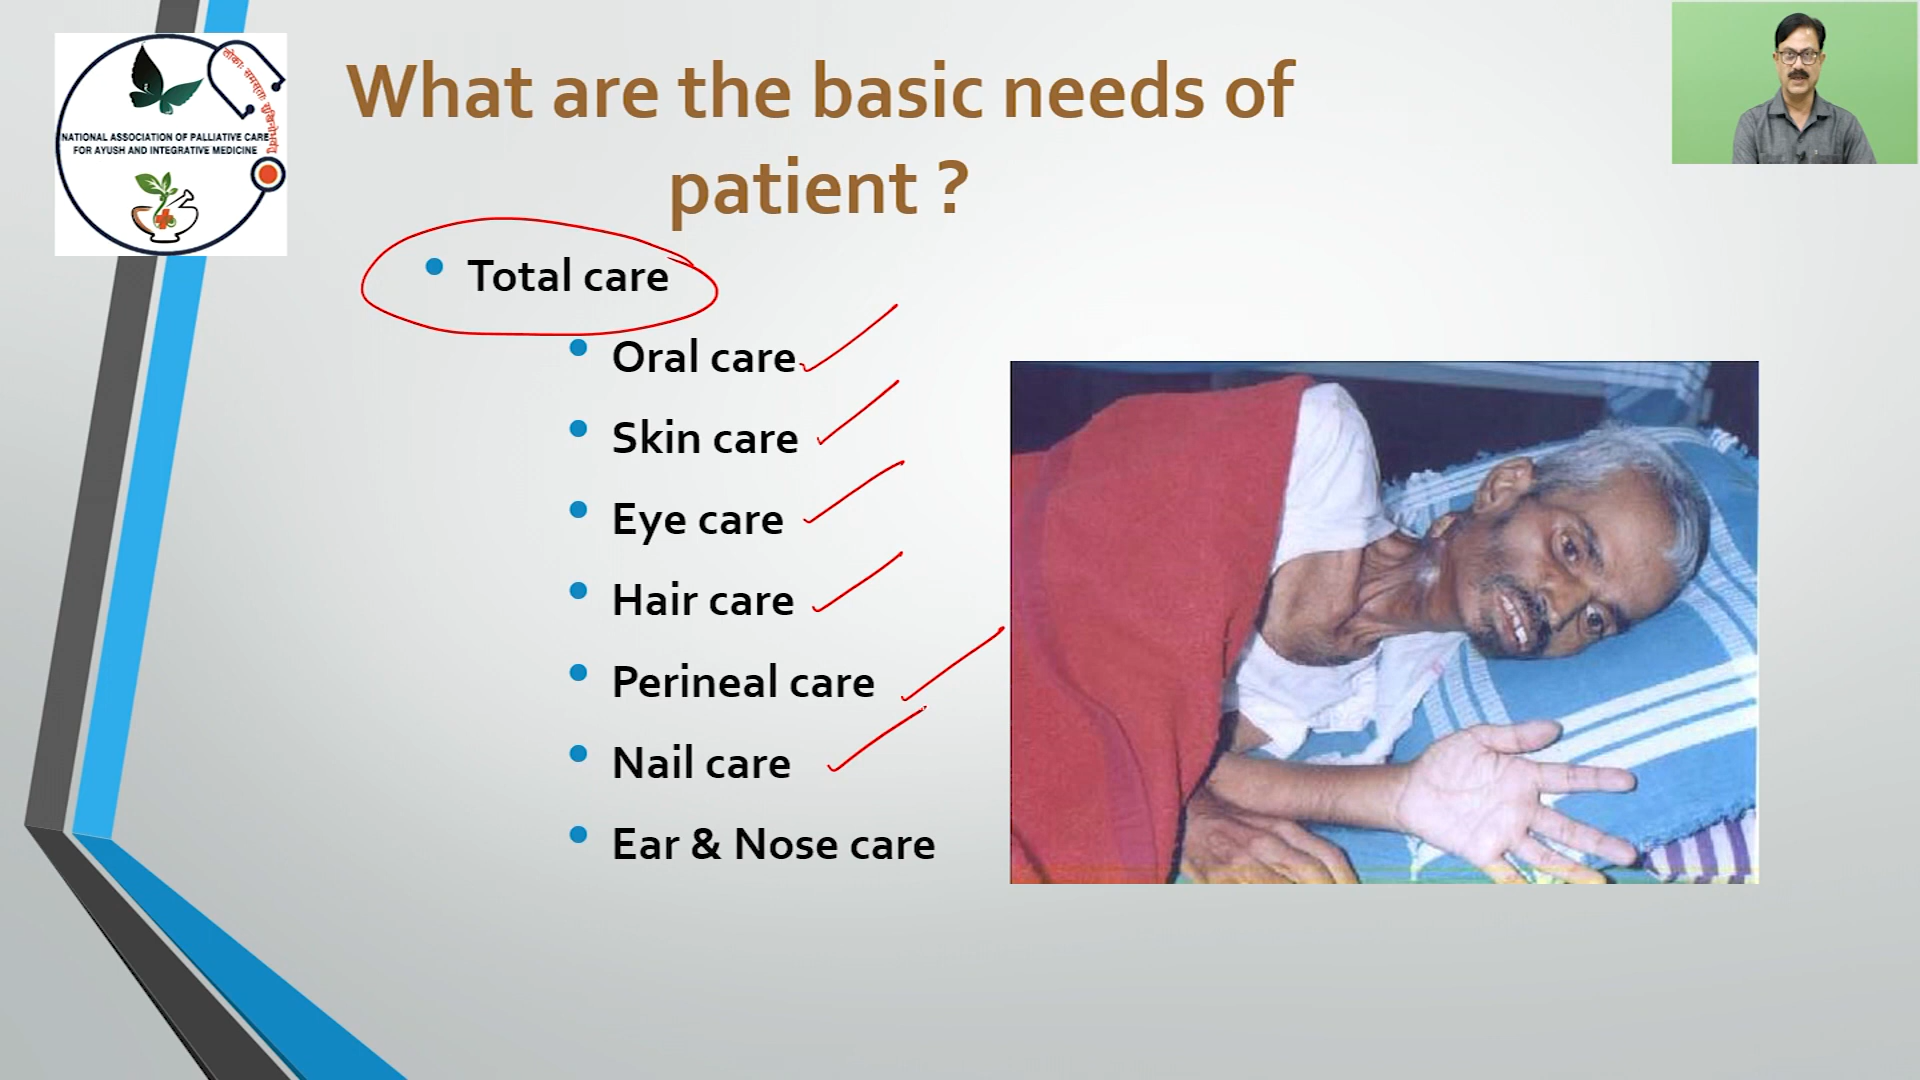 What are the basic needs of
patient ?
NATIONAL ASSOCIATION OF PALLIATIVE CARE
FOR AYUSH AND INTEGRATIVE MEDICINE
Total care
Oral care
Skin care
Eye care
Hair care
Perineal care
Nail care
Ear & Nose care